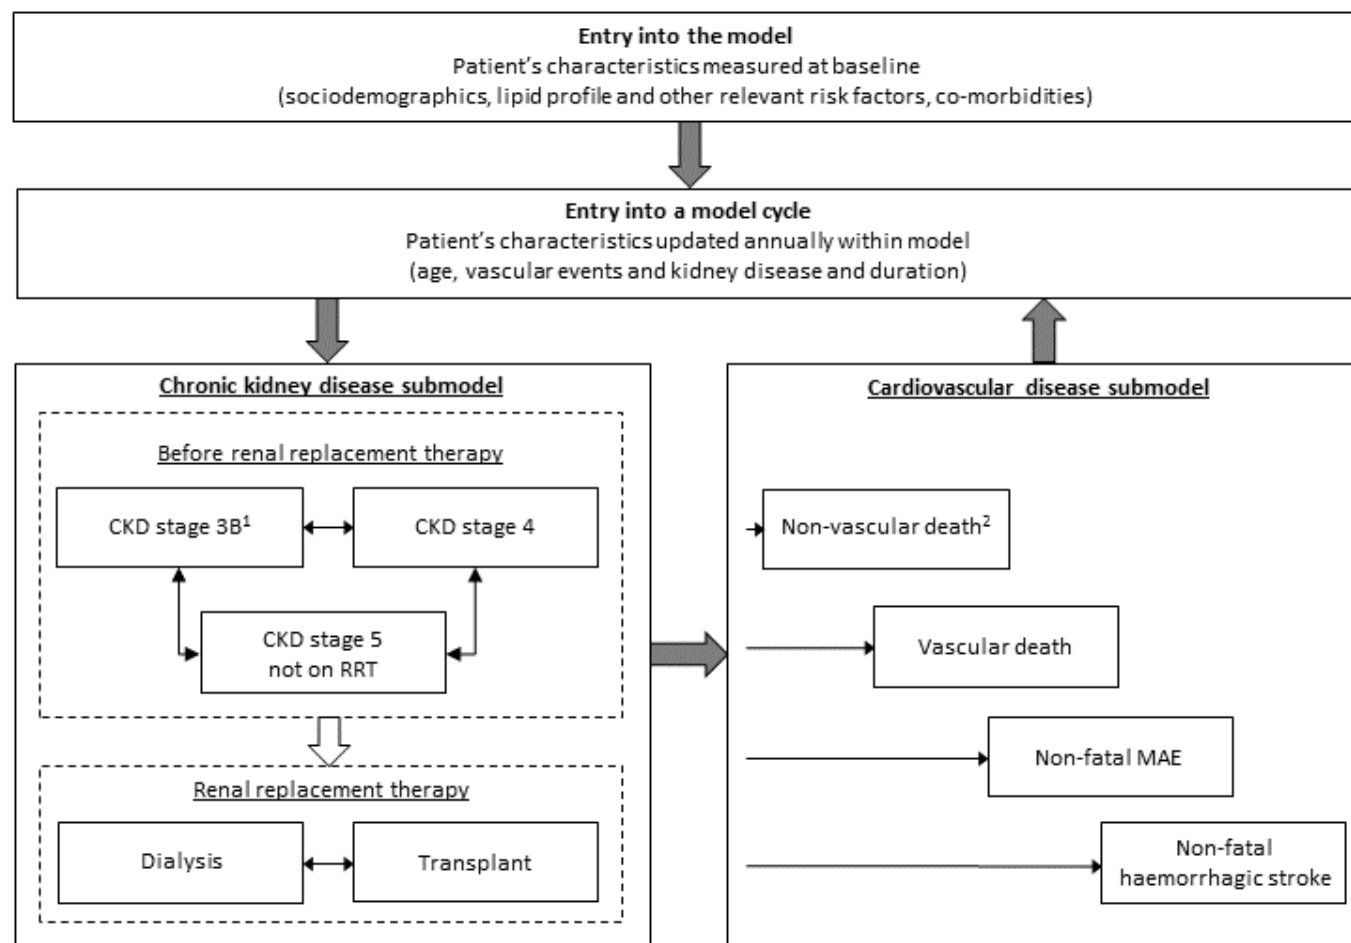 Entry into the model
Patient's characteristics measured at baseline
(sociodemographics, lipid profile and other relevant risk factors, co-morbidities)
Entry into a model cycle
Patient's characteristics updated annually within model
(age, vascular events and kidney disease and duration)
Chronic kidney disease submodel
Before renal replacement therapy
CKD stage 3B¹
CKD stage 4
CKD stage 5
not on RRT
Renal replacement therapy
Dialysis
Transplant
Cardiovascular disease submodel
Non-vascular death²
Vascular death
Non-fatal MAE
Non-fatal
haemorrhagic stroke